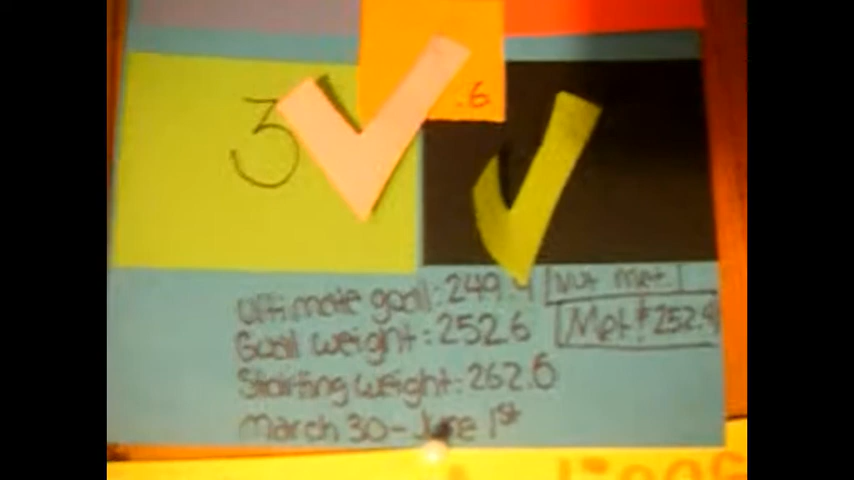 .6
3
Ultimate goal: 249.4 Not Met.
Goal weight: 252.6 Met! 252.4
Starting weight: 262.6
March 30 - June 1st